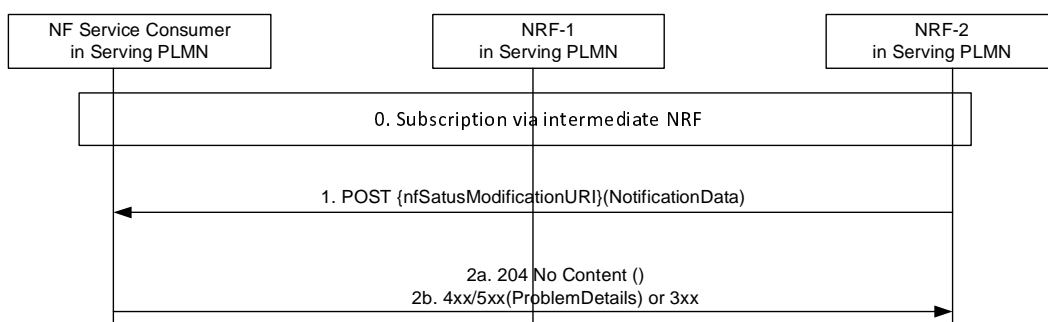 NF Service Consumer
in Serving PLMN
NRF-1
in Serving PLMN
NRF-2
in Serving PLMN
0. Subscription via intermediate NRF
1. POST {nfSatusModificationURI}(NotificationData)
2a. 204 No Content ()
2b. 4xx/5xx(ProblemDetails) or 3xx